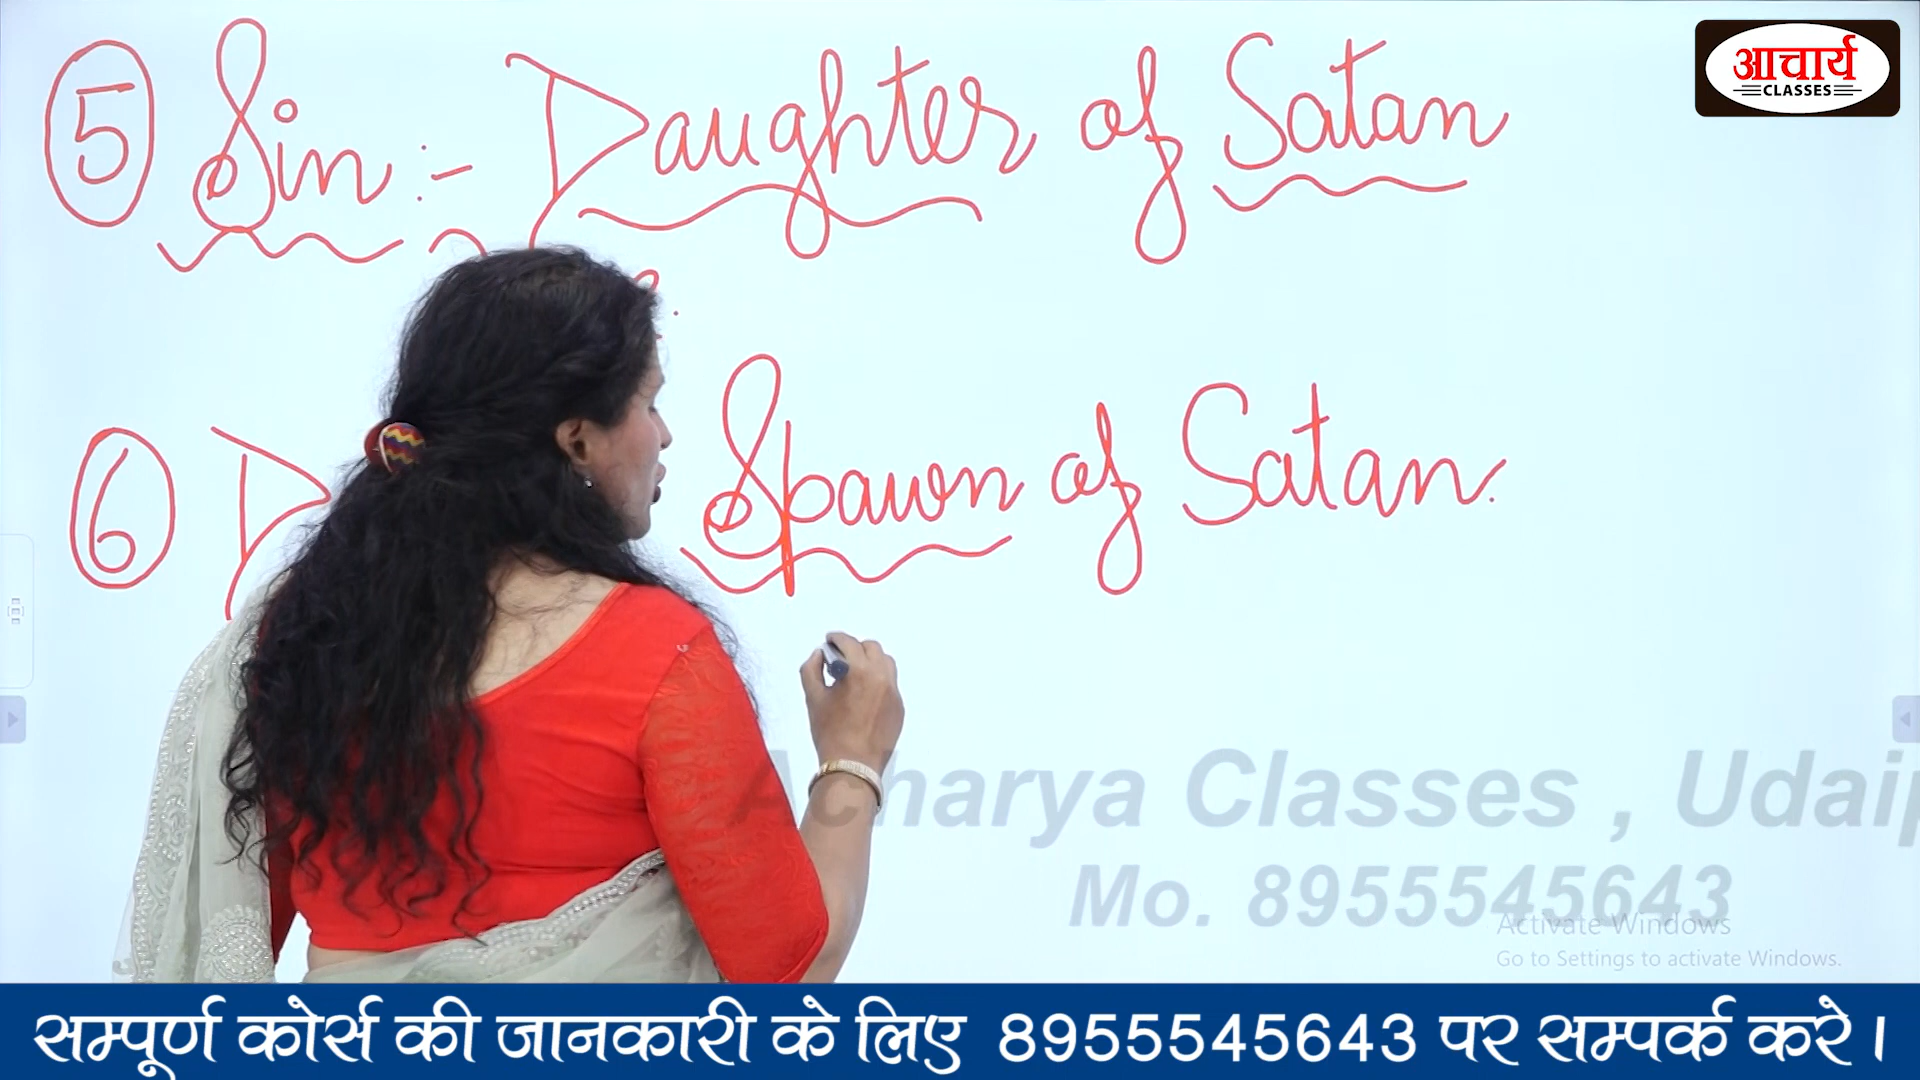 आचार्य
CLASSES
5 Sin :- Daughter of Satan
6 D Spawn of Satan.
Acharya Classes , Udaip
Mo. 8955545643
Activate Windows
Go to Settings to activate Windows.
सम्पूर्ण कोर्स की जानकारी के लिए 8955545643 पर सम्पर्क करे।